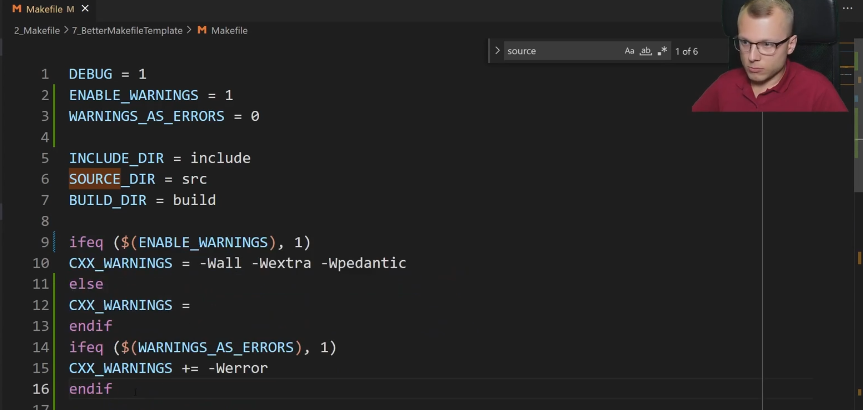 Makefile M
2_Makefile > 7_BetterMakefileTemplate > Makefile
source
Aa ab .* 1 of 6
1 DEBUG = 1
2 ENABLE_WARNINGS = 1
3 WARNINGS_AS_ERRORS = 0
4
5 INCLUDE_DIR = include
6 SOURCE_DIR = src
7 BUILD_DIR = build
8
9 ifeq ($(ENABLE_WARNINGS), 1)
10 CXX_WARNINGS = -Wall -Wextra -Wpedantic
11 else
12 CXX_WARNINGS =
13 endif
14 ifeq ($(WARNINGS_AS_ERRORS), 1)
15 CXX_WARNINGS += -Werror
16 endif
17